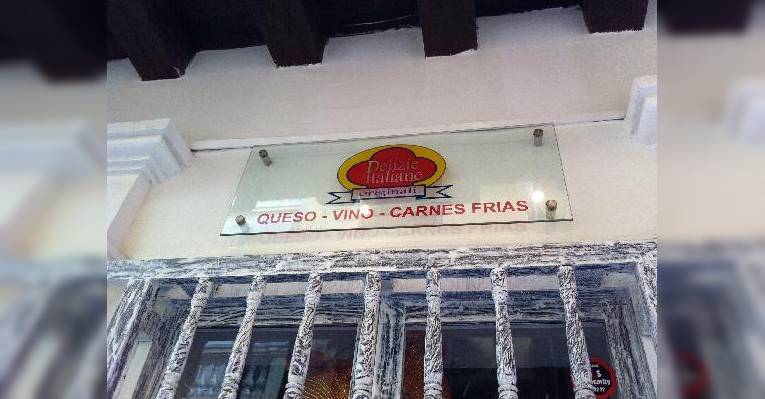 Delizie
Italiane
originali
QUESO - VINO - CARNES FRIAS